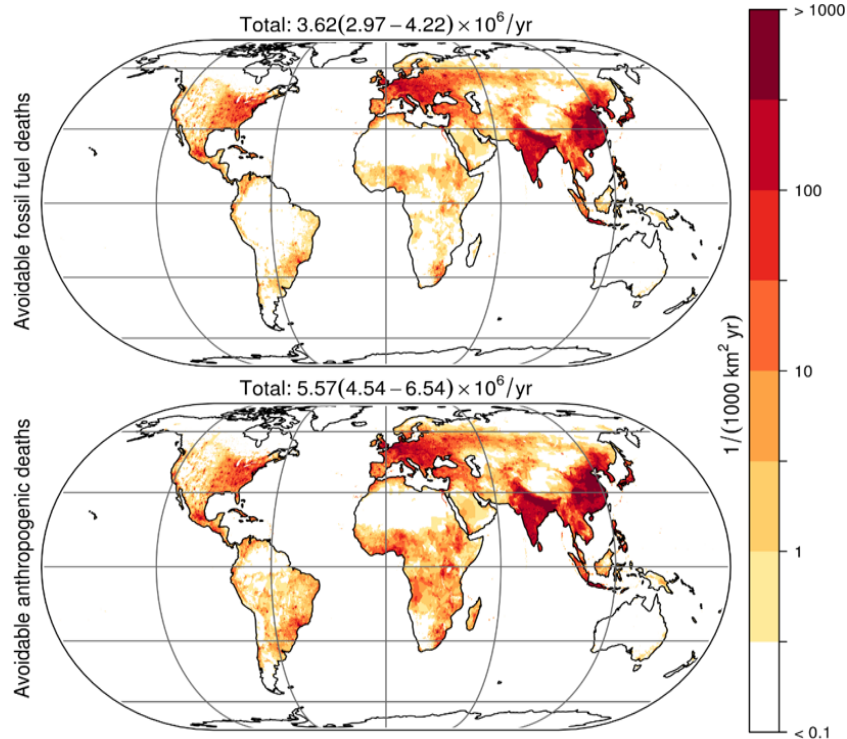 Total: 3.62(2.97 − 4.22) × 10⁶/yr
Avoidable fossil fuel deaths
Total: 5.57(4.54 − 6.54) × 10⁶/yr
Avoidable anthropogenic deaths
> 1000
100
10
1
< 0.1
1/(1000 km² yr)